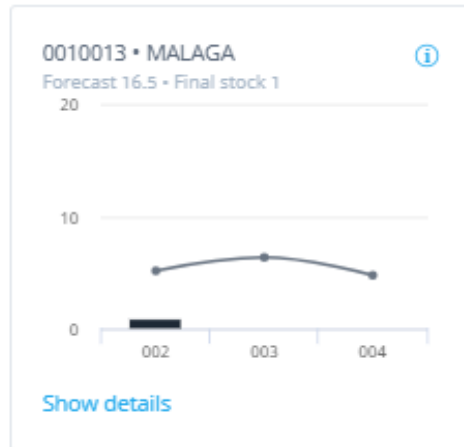 0010013 • MALAGA
Forecast 16.5 • Final stock 1
20
10
0
002 003 004
Show details